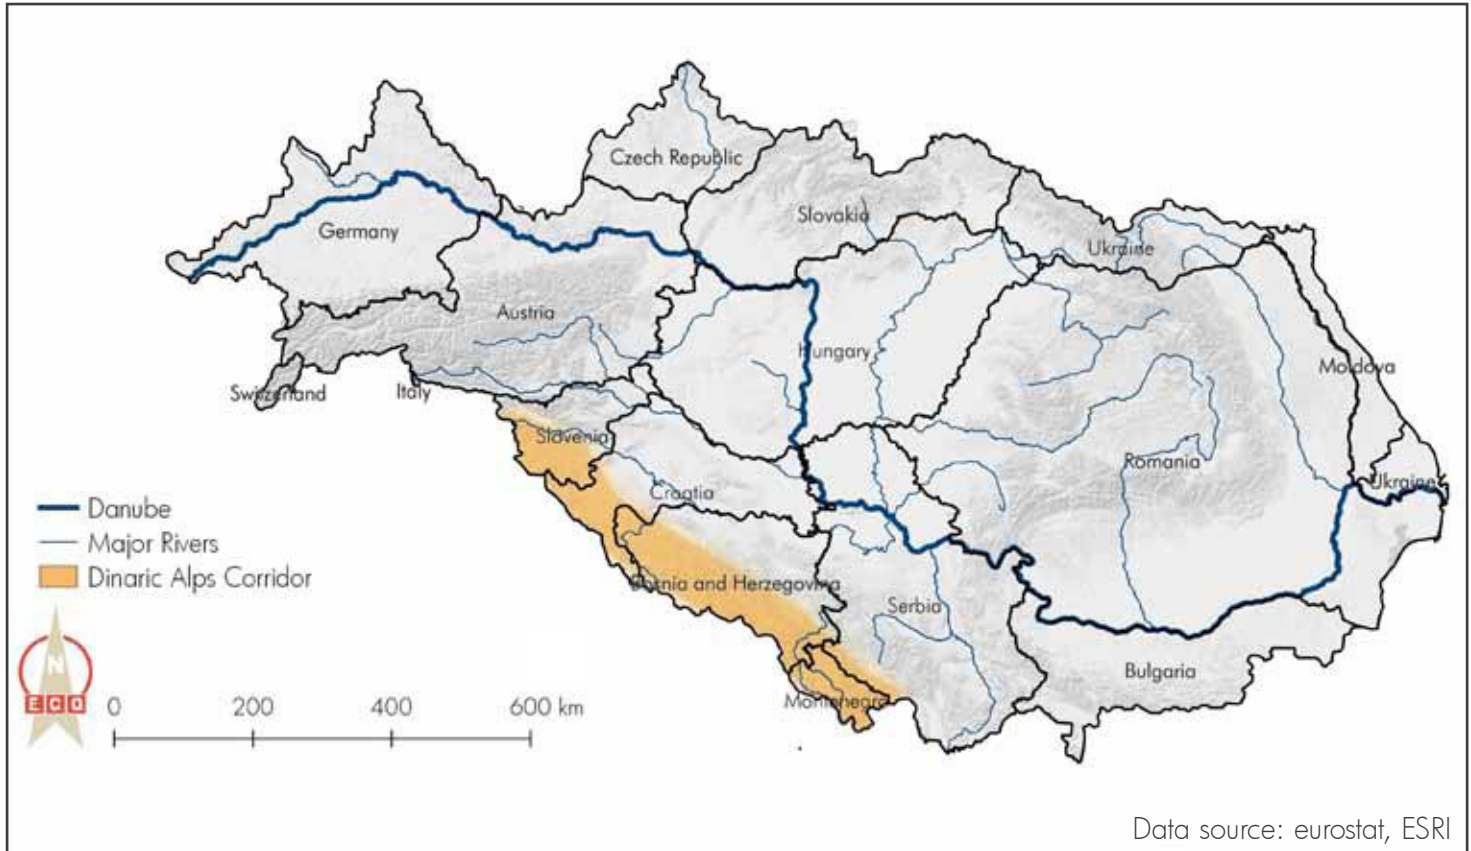 Czech Republic
Slovakia
Germany
Ukraine
Austria
Hungary
Moldova
Switzerland
Italy
Slovenia
Romania
Ukraine
Croatia
Danube
Major Rivers
Dinaric Alps Corridor
Bosnia and Herzegovina
Serbia
N
ECO
Bulgaria
Montenegro
0 200 400 600 km
Data source: eurostat, ESRI